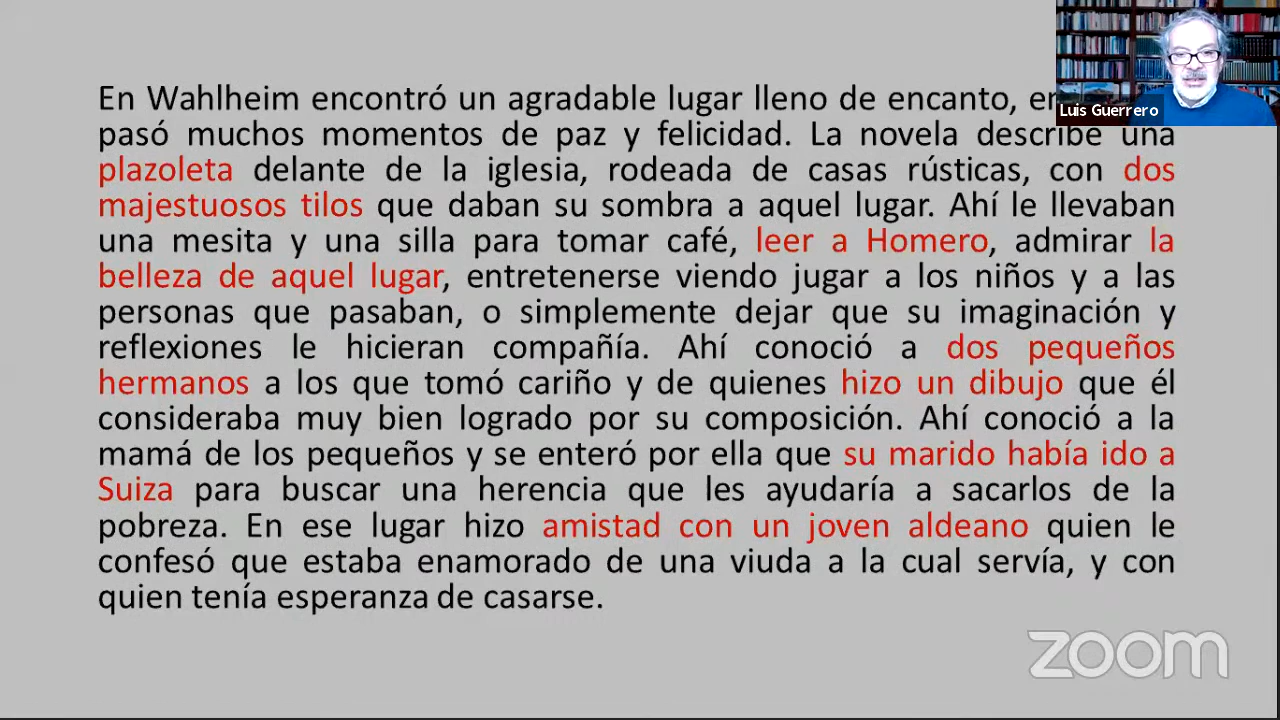 En Wahlheim encontró un agradable lugar lleno de encanto,
pasó muchos momentos de paz y felicidad. La novela describe una
plazoleta delante de la iglesia, rodeada de casas rústicas, con dos
majestuosos tilos que daban su sombra a aquel lugar. Ahí le llevaban
una mesita y una silla para tomar café, leer a Homero, admirar la
belleza de aquel lugar, entretenerse viendo jugar a los niños y a las
personas que pasaban, o simplemente dejar que su imaginación y
reflexiones le hicieran compañía. Ahí conoció a dos pequeños
hermanos a los que tomó cariño y de quienes hizo un dibujo que él
consideraba muy bien logrado por su composición. Ahí conoció a la
mamá de los pequeños y se enteró por ella que su marido había ido a
Suiza para buscar una herencia que les ayudaría a sacarlos de la
pobreza. En ese lugar hizo amistad con un joven aldeano quien le
confesó que estaba enamorado de una viuda a la cual servía, y con
quien tenía esperanza de casarse.
Luis Guerrero
zoom